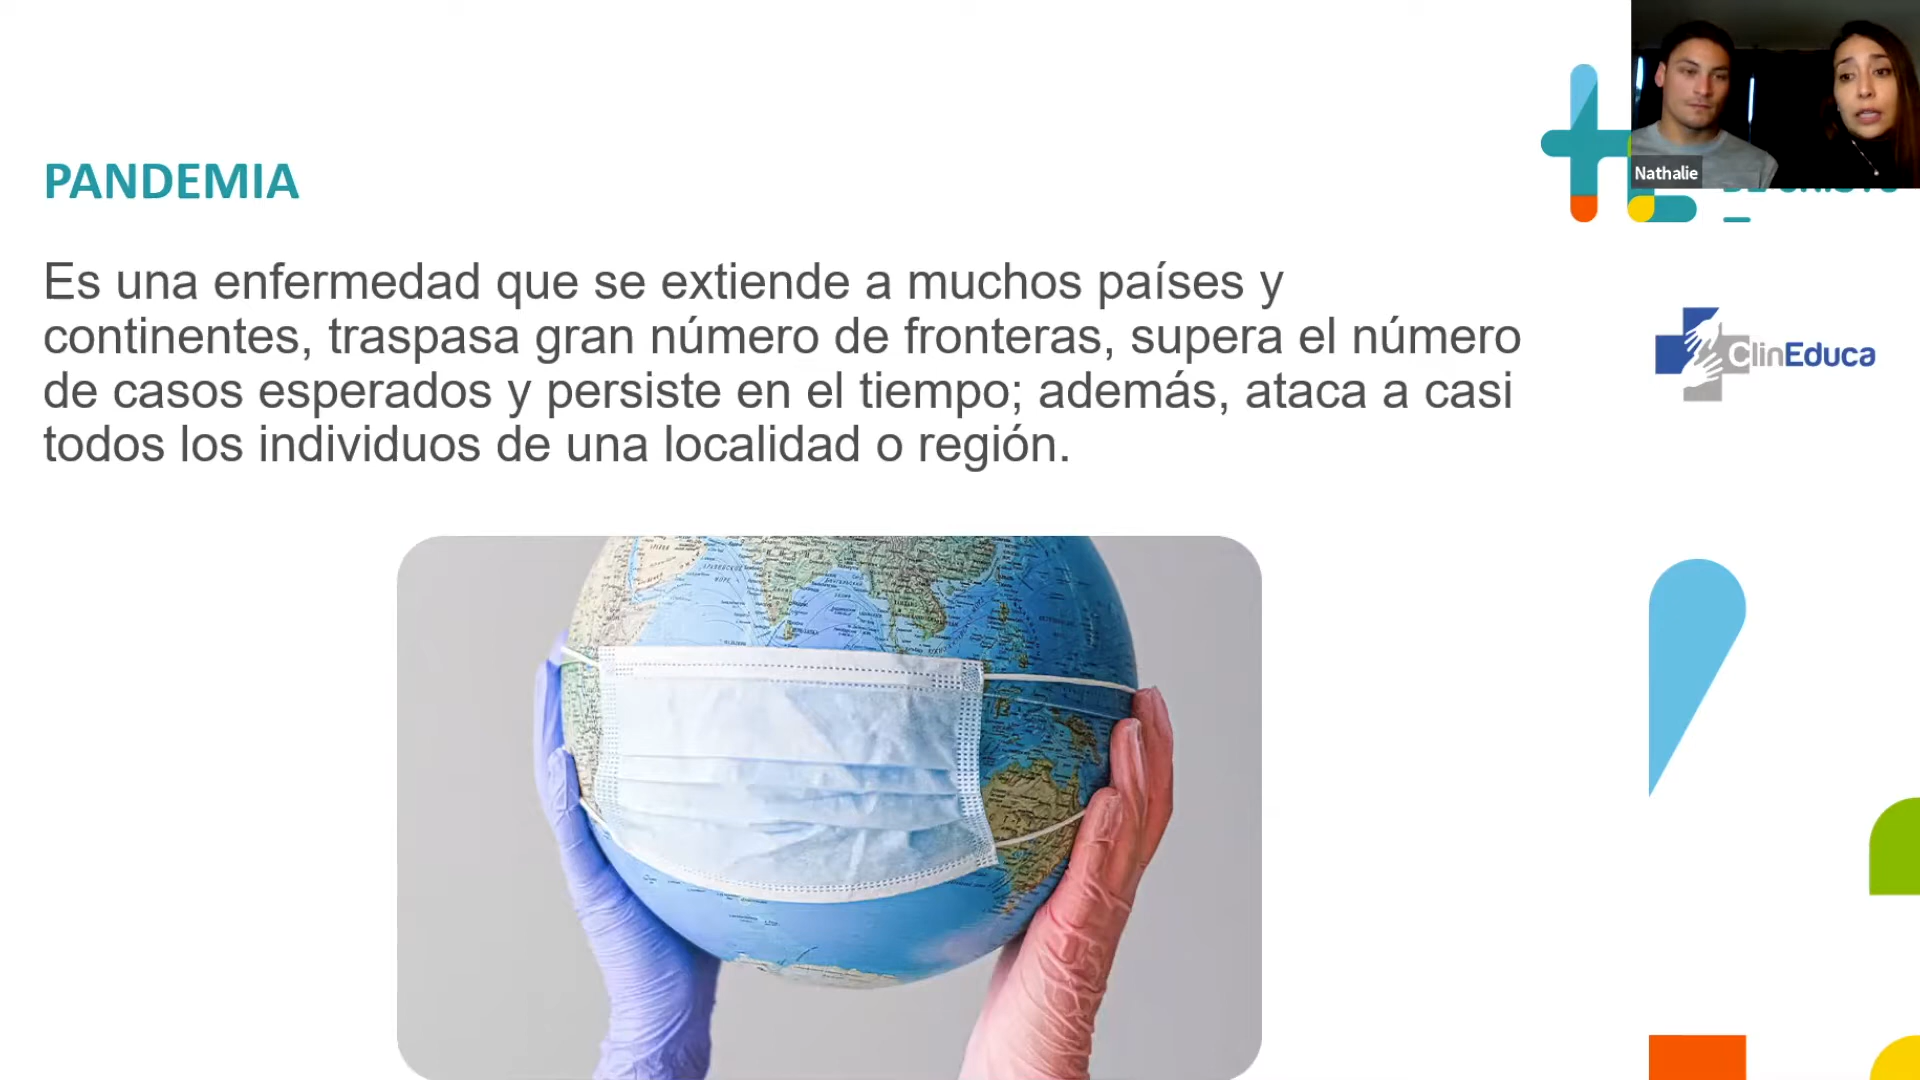 Nathalie
PANDEMIA
Es una enfermedad que se extiende a muchos países y
continentes, traspasa gran número de fronteras, supera el número
de casos esperados y persiste en el tiempo; además, ataca a casi
todos los individuos de una localidad o región.
ClinEduca